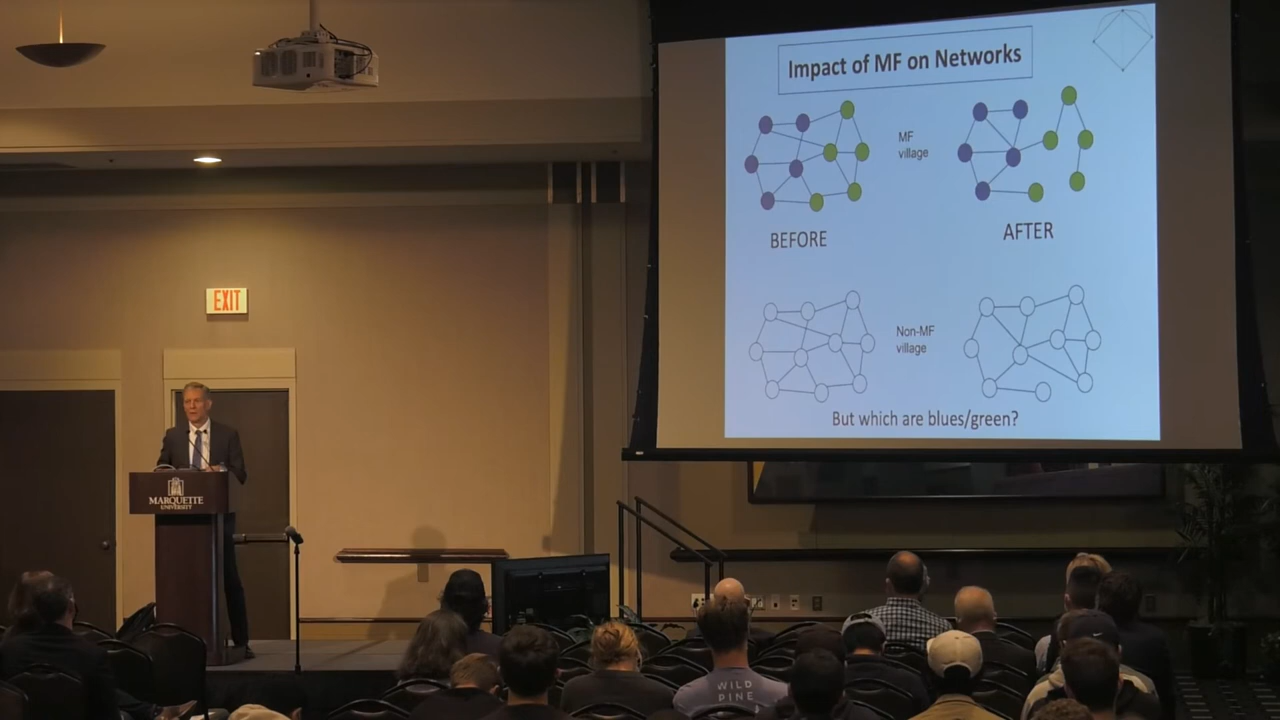 Impact of MF on Networks
MF
village
BEFORE
AFTER
Non-MF
village
But which are blues/green?
EXIT
MARQUETTE
UNIVERSITY
WILD
PINE